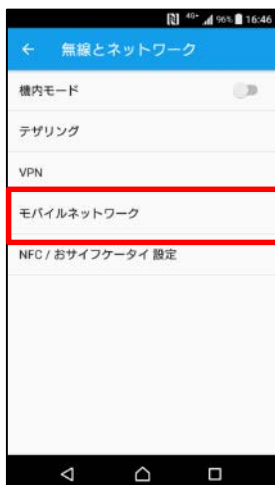 4G+ 96% 16:46
無線とネットワーク
機内モード
テザリング
VPN
モバイルネットワーク
NFC / おサイフケータイ 設定